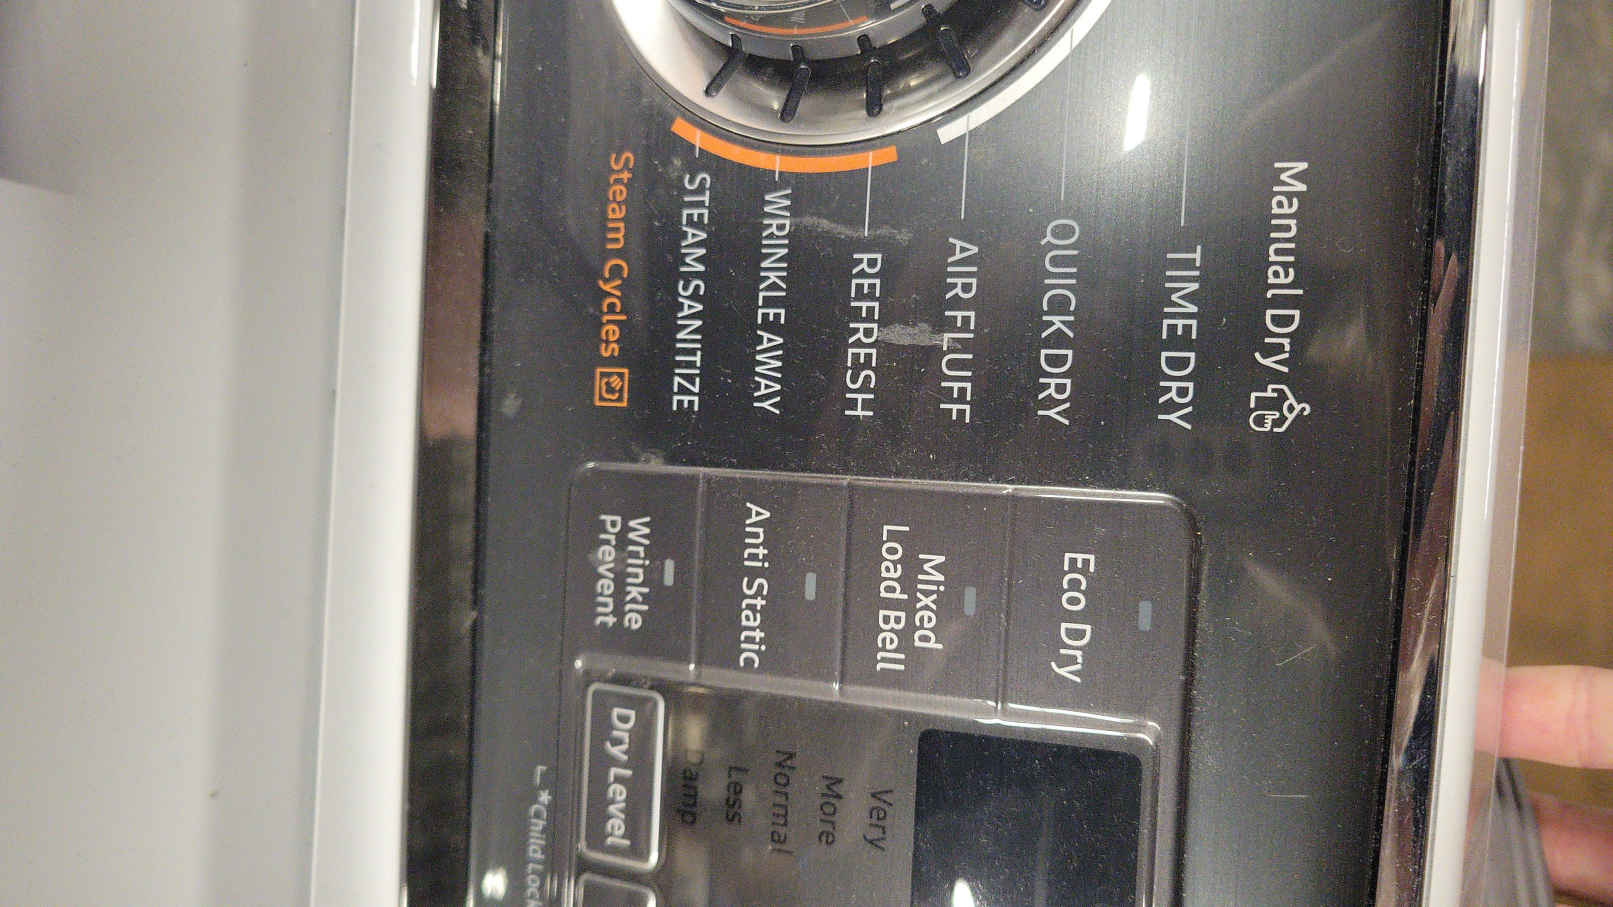 Manual Dry
TIME DRY
QUICK DRY
AIR FLUFF
REFRESH
WRINKLE AWAY
STEAM SANITIZE
Steam Cycles
Eco Dry
Mixed
Load Bell
Anti Static
Wrinkle
Prevent
Very
More
Normal
Less
Damp
Dry Level
*Child Lock